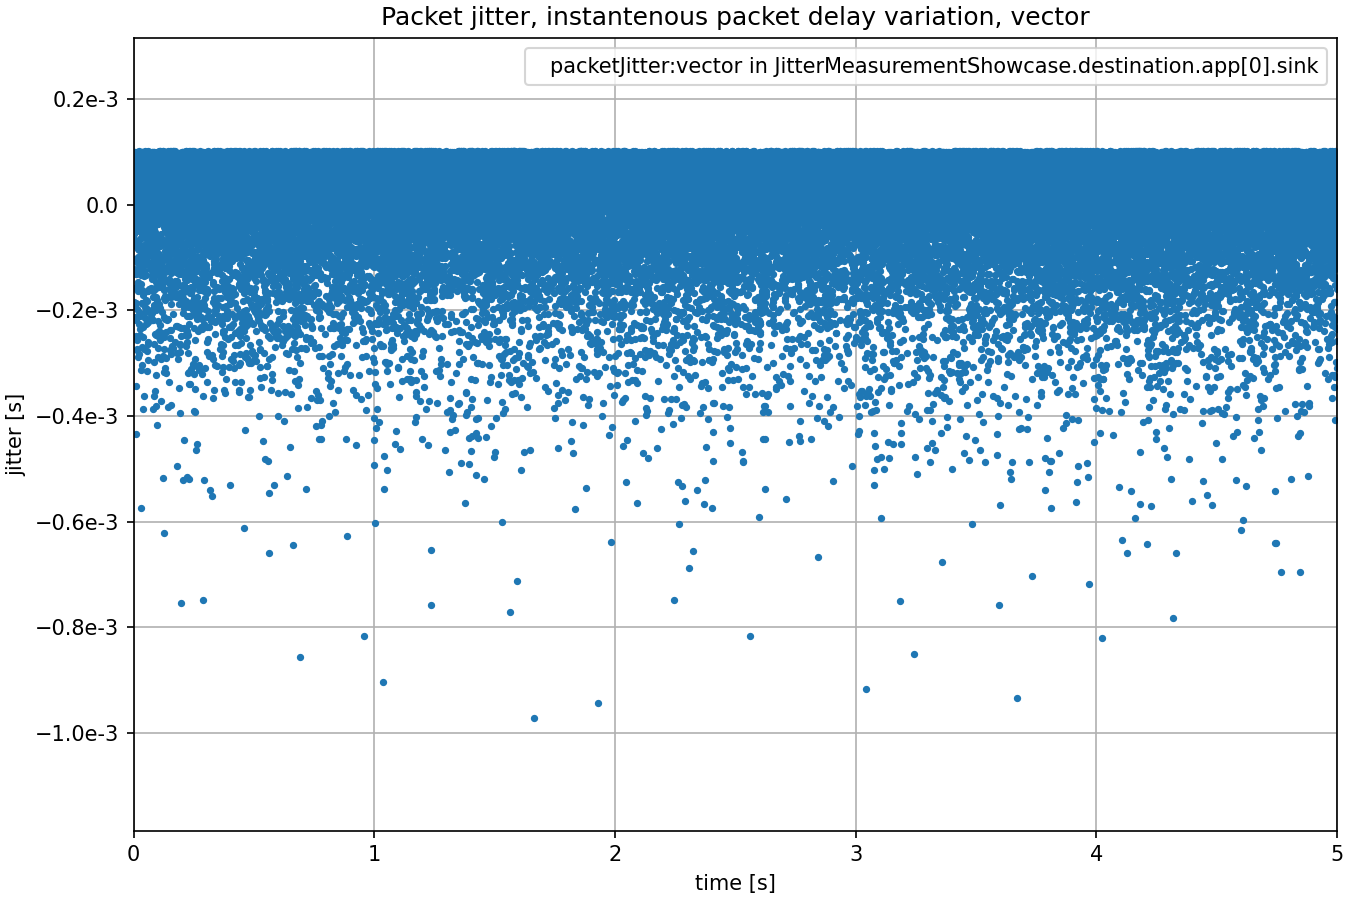 Packet jitter, instantenous packet delay variation, vector
packetJitter:vector in JitterMeasurementShowcase.destination.app[0].sink
0.2e-3
0.0
−0.2e-3
−0.4e-3
−0.6e-3
−0.8e-3
−1.0e-3
jitter [s]
0 1 2 3 4 5
time [s]